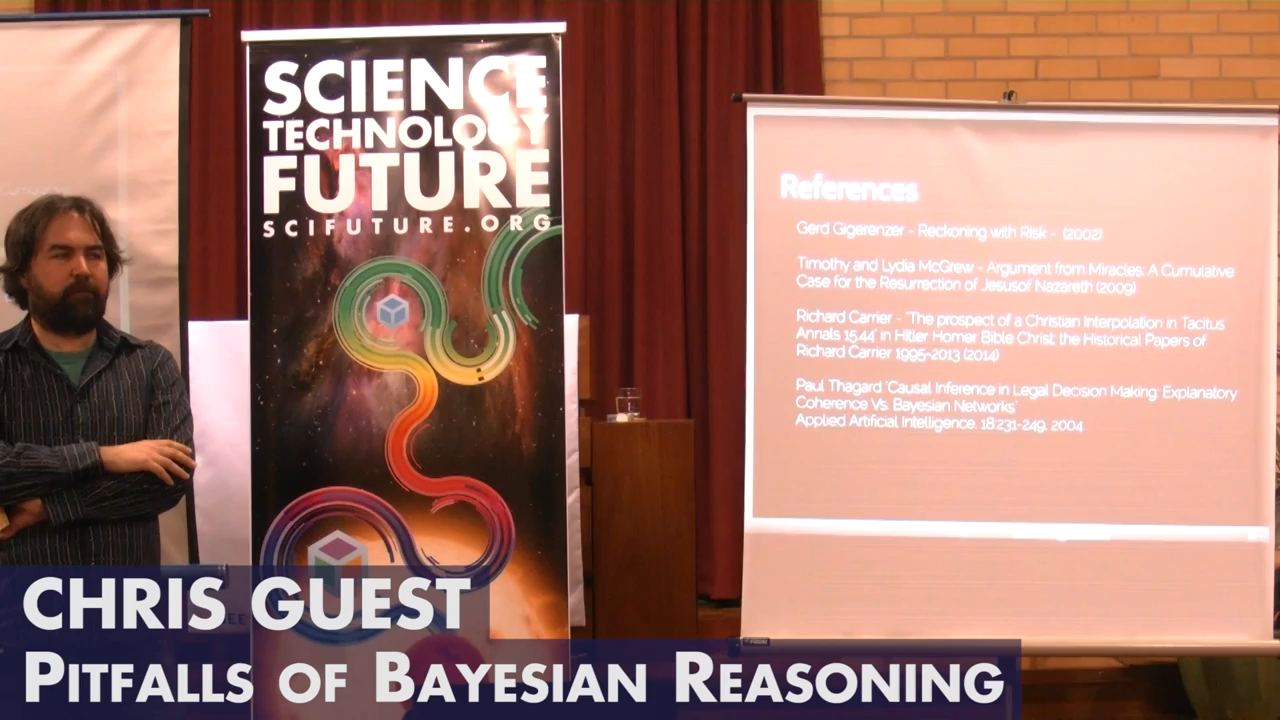 SCIENCE
TECHNOLOGY
FUTURE
SCIFUTURE.ORG
References
Gerd Gigerenzer - Reckoning with Risk - (2002)
Timothy and Lydia McGrew - Argument from Miracles: A Cumulative
Case for the Resurrection of Jesusof Nazareth (2009)
Richard Carrier - "The prospect of a Christian Interpolation in Tacitus
Annals 15.44" in Hitler Homer Bible Christ: the Historical Papers of
Richard Carrier 1995-2013 (2014)
Paul Thagard "Causal Inference in Legal Decision Making: Explanatory
Coherence Vs. Bayesian Networks"
Applied Artificial Intelligence. 18:231-249, 2004
CHRIS GUEST
PITFALLS OF BAYESIAN REASONING